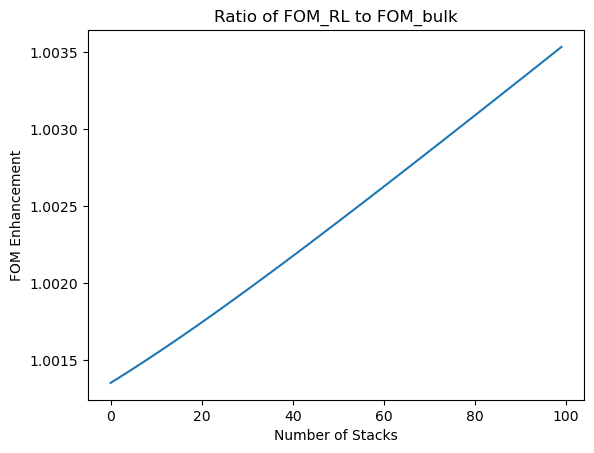 Ratio of FOM_RL to FOM_bulk
1.0035
1.0030
1.0025
1.0020
1.0015
FOM Enhancement
0 20 40 60 80 100
Number of Stacks